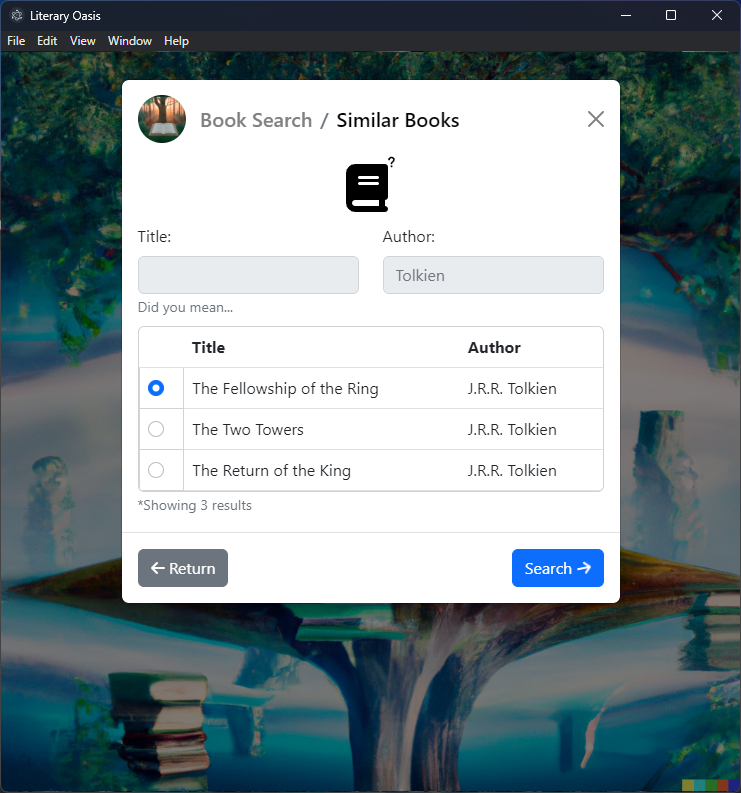 Literary Oasis
File Edit View Window Help
Book Search / Similar Books
?
Title: Author:
Tolkien
Did you mean...
Title Author
The Fellowship of the Ring J.R.R. Tolkien
The Two Towers J.R.R. Tolkien
The Return of the King J.R.R. Tolkien
*Showing 3 results
← Return Search →